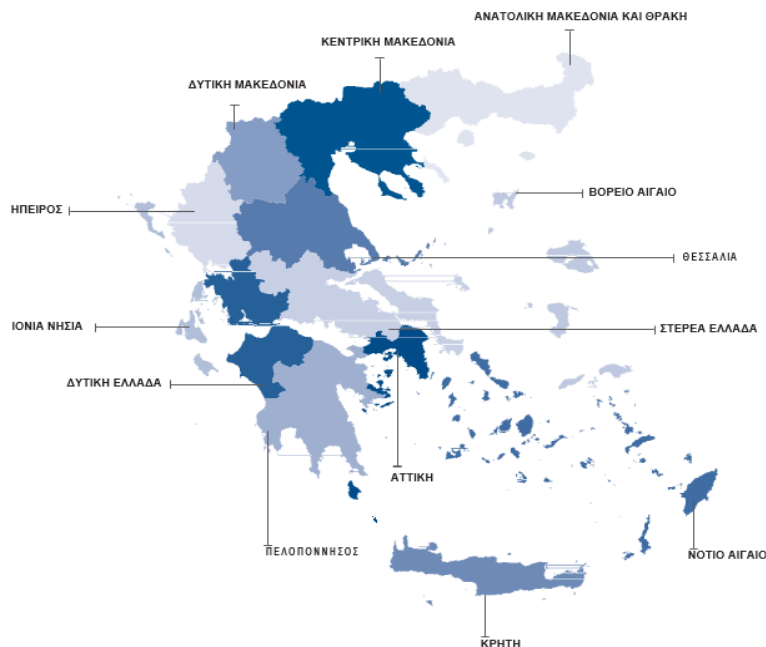 ΑΝΑΤΟΛΙΚΗ ΜΑΚΕΔΟΝΙΑ ΚΑΙ ΘΡΑΚΗ
ΚΕΝΤΡΙΚΗ ΜΑΚΕΔΟΝΙΑ
ΔΥΤΙΚΗ ΜΑΚΕΔΟΝΙΑ
ΒΟΡΕΙΟ ΑΙΓΑΙΟ
ΗΠΕΙΡΟΣ
ΘΕΣΣΑΛΙΑ
ΙΟΝΙΑ ΝΗΣΙΑ
ΣΤΕΡΕΑ ΕΛΛΑΔΑ
ΔΥΤΙΚΗ ΕΛΛΑΔΑ
ΑΤΤΙΚΗ
ΠΕΛΟΠΟΝΝΗΣΟΣ
ΝΟΤΙΟ ΑΙΓΑΙΟ
ΚΡΗΤΗ